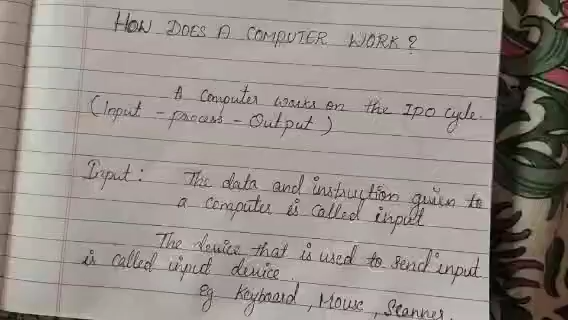 HOW DOES A COMPUTER WORK?
A Computer works on the IPO cycle.
(Input - process - Output)
Input: The data and instruction given to
a computer is called input
The device that is used to send input
is called input device.
eg Keyboard, Mouse, Scanner.